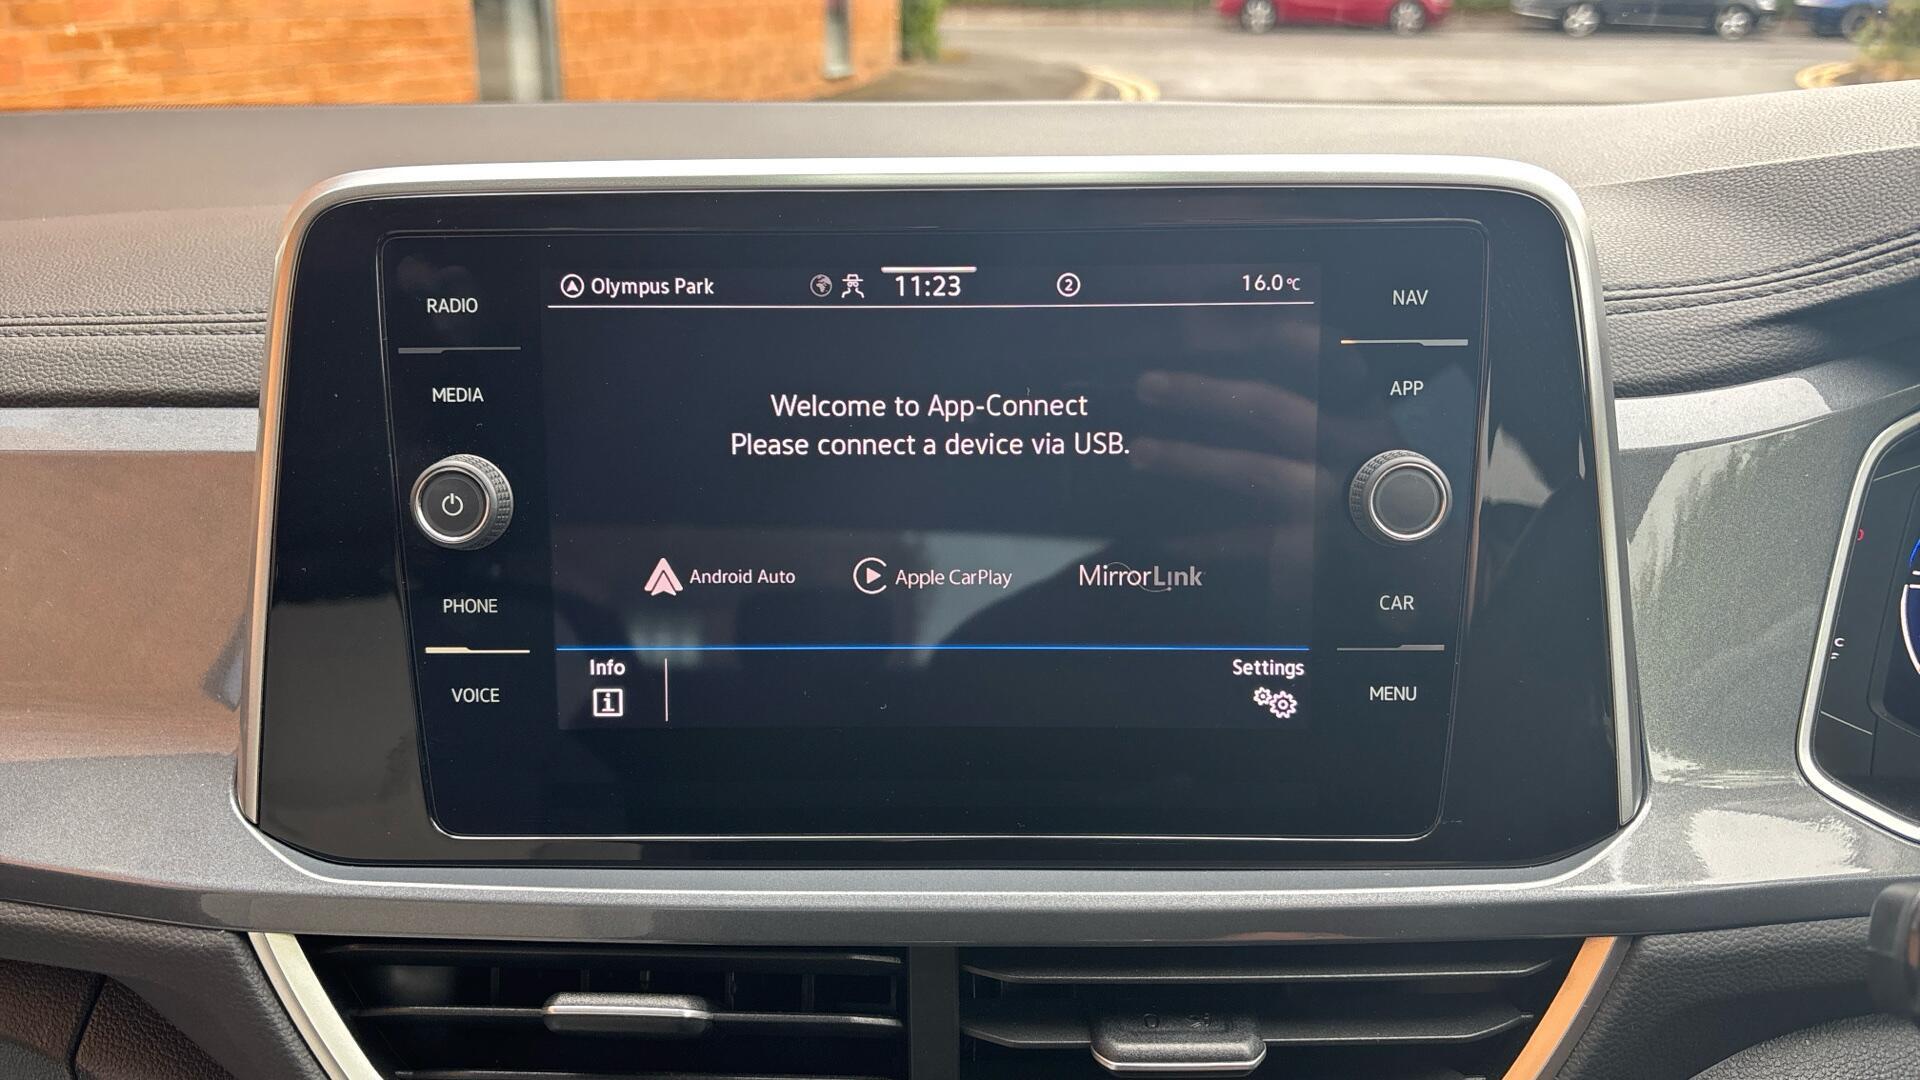 RADIO
MEDIA
PHONE
VOICE
Olympus Park
11:23
2
16.0°C
Welcome to App-Connect
Please connect a device via USB.
Android Auto
Apple CarPlay
MirrorLink
Info
i
Settings
NAV
APP
CAR
MENU